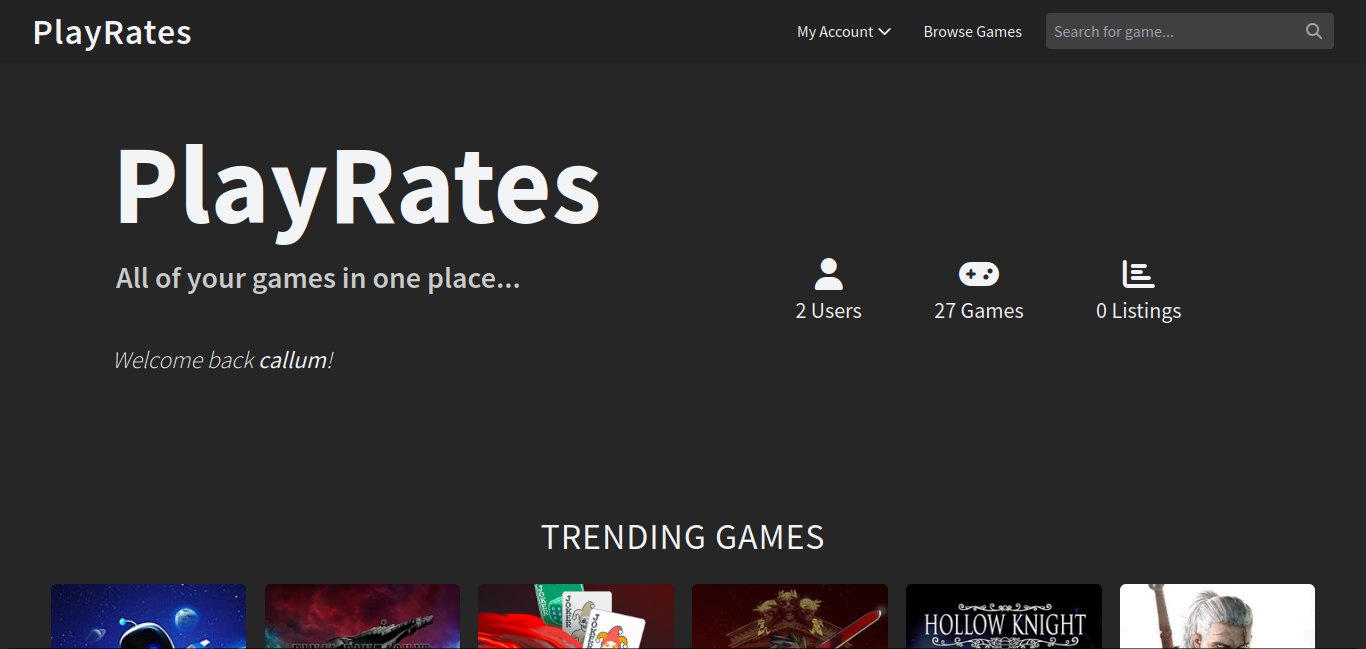 PlayRates
My Account
Browse Games
Search for game...
PlayRates
All of your games in one place...
2 Users
27 Games
0 Listings
Welcome back callum!
TRENDING GAMES
JOKER
JOKER
JOKER
HOLLOW KNIGHT